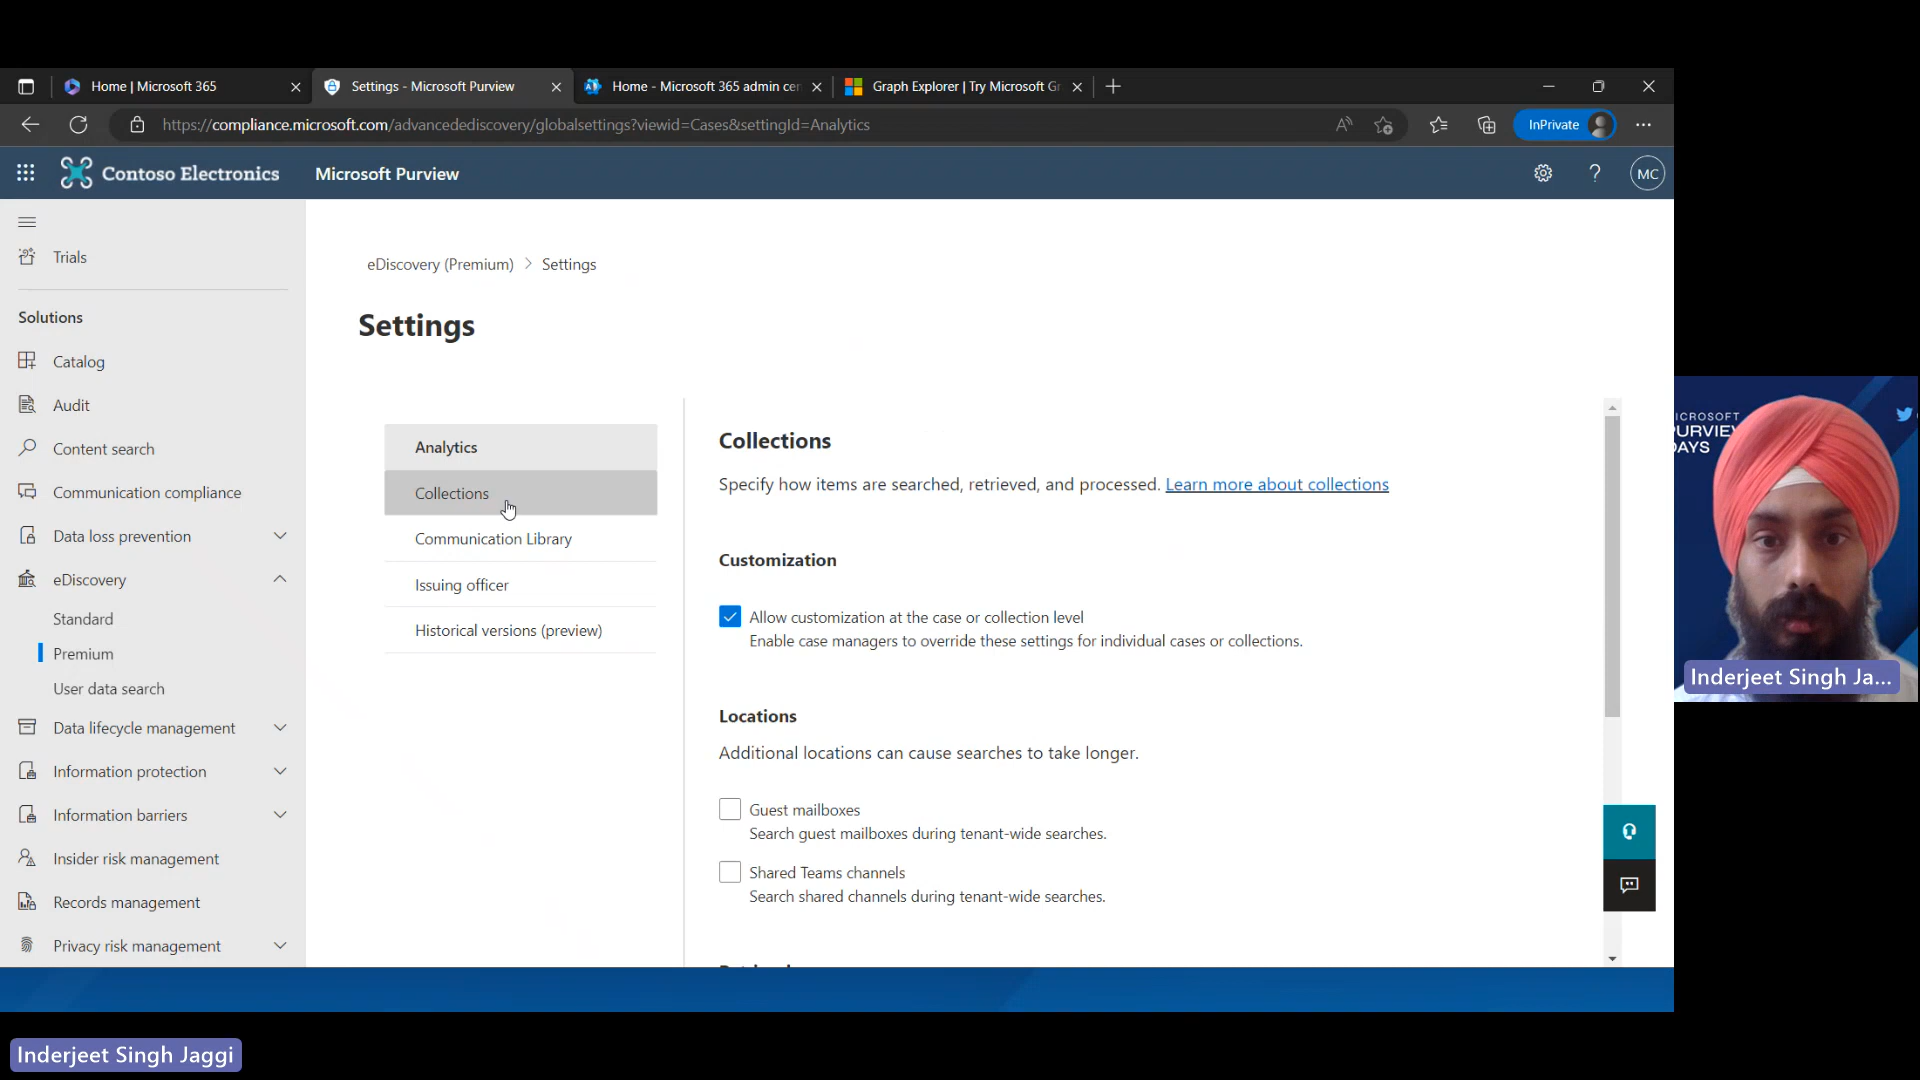 Home | Microsoft 365
Settings - Microsoft Purview
Home - Microsoft 365 admin cen
Graph Explorer | Try Microsoft Gr
https://compliance.microsoft.com/advancedediscovery/globalsettings?viewid=Cases&settingId=Analytics
InPrivate
Contoso Electronics
Microsoft Purview
MC
Trials
Solutions
Catalog
Audit
Content search
Communication compliance
Data loss prevention
eDiscovery
Standard
Premium
User data search
Data lifecycle management
Information protection
Information barriers
Insider risk management
Records management
Privacy risk management
eDiscovery (Premium) > Settings
Settings
Analytics
Collections
Communication Library
Issuing officer
Historical versions (preview)
Collections
Specify how items are searched, retrieved, and processed. Learn more about collections
Customization
Allow customization at the case or collection level
Enable case managers to override these settings for individual cases or collections.
Locations
Additional locations can cause searches to take longer.
Guest mailboxes
Search guest mailboxes during tenant-wide searches.
Shared Teams channels
Search shared channels during tenant-wide searches.
ICROSOFT
PURVIEW
DAYS
Inderjeet Singh Ja...
Inderjeet Singh Jaggi